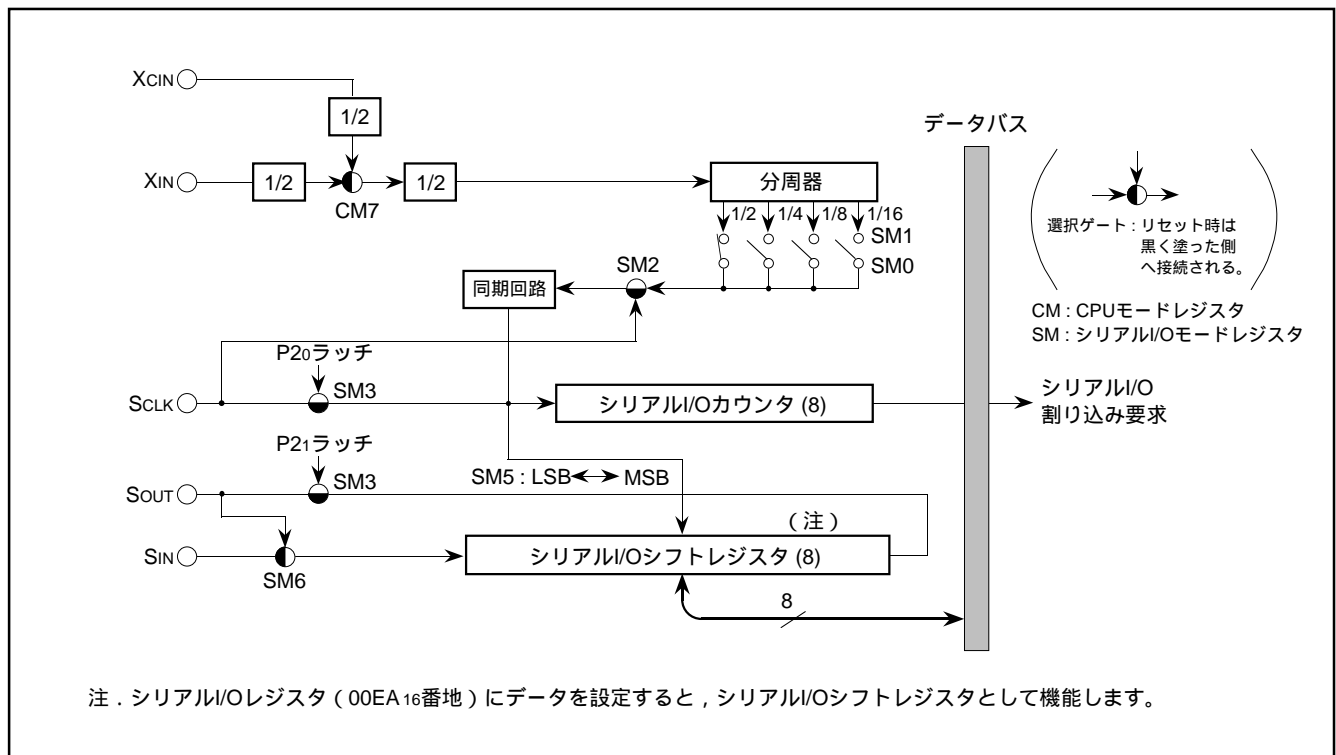 XCIN
1/2
データバス
XIN
1/2
1/2
分周器
CM7
1/2
1/4
1/8
1/16
SM1
SM0
選択ゲート : リセット時は
黒く塗った側
へ接続される。
SM2
同期回路
CM : CPUモードレジスタ
SM : シリアルI/Oモードレジスタ
P20ラッチ
SM3
SCLK
シリアルI/Oカウンタ (8)
シリアルI/O
割り込み要求
P21ラッチ
SM3
SM5 : LSB↔MSB
SOUT
(注)
SIN
シリアルI/Oシフトレジスタ (8)
SM6
8
注．シリアルI/Oレジスタ（00EA16番地）にデータを設定すると，シリアルI/Oシフトレジスタとして機能します。